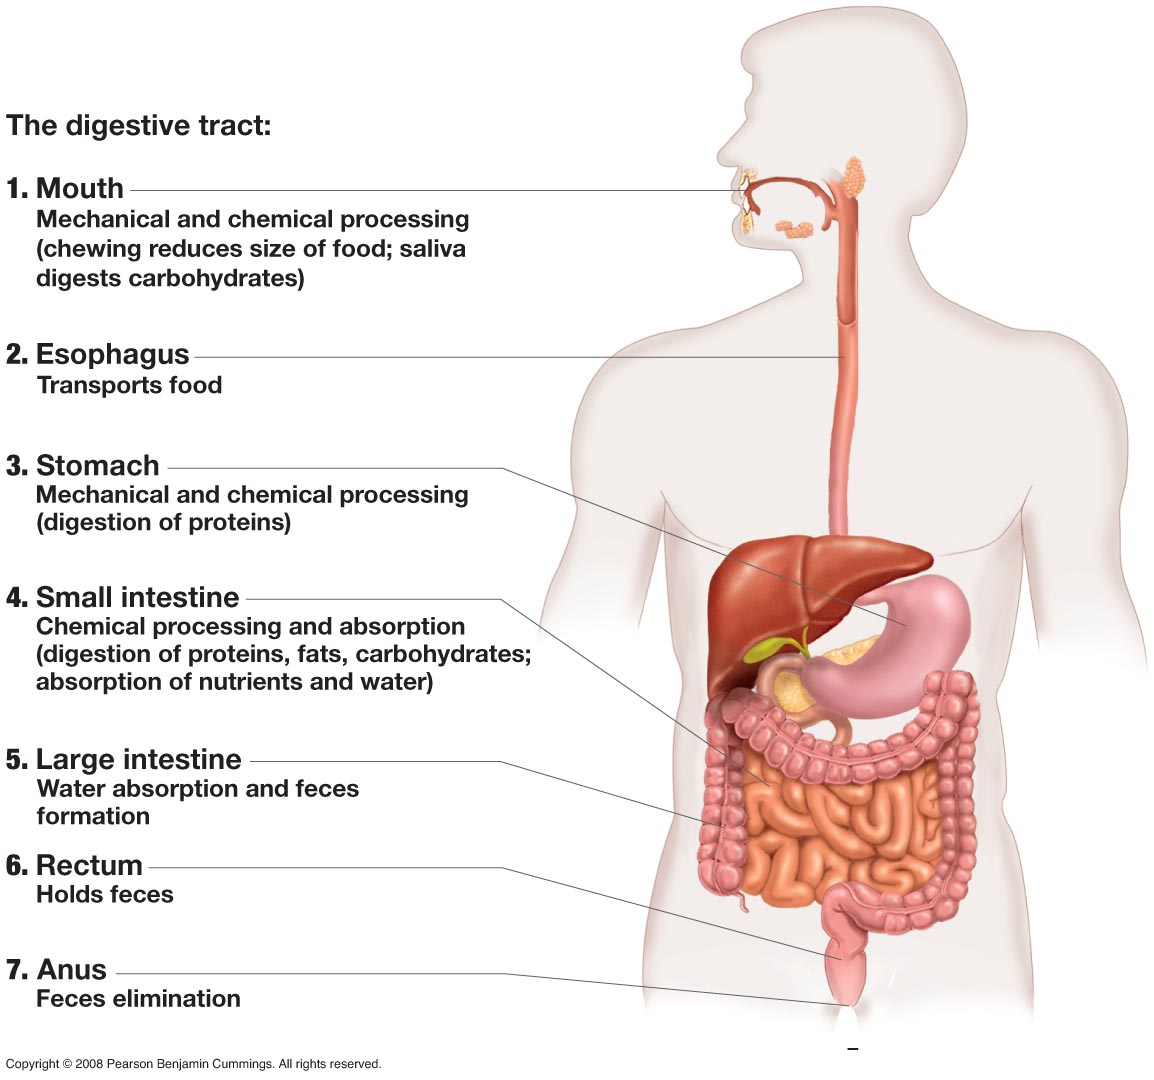 The digestive tract:
1. Mouth
Mechanical and chemical processing
(chewing reduces size of food; saliva
digests carbohydrates)
2. Esophagus
Transports food
3. Stomach
Mechanical and chemical processing
(digestion of proteins)
4. Small intestine
Chemical processing and absorption
(digestion of proteins, fats, carbohydrates;
absorption of nutrients and water)
5. Large intestine
Water absorption and feces
formation
6. Rectum
Holds feces
7. Anus
Feces elimination
Copyright © 2008 Pearson Benjamin Cummings. All rights reserved.